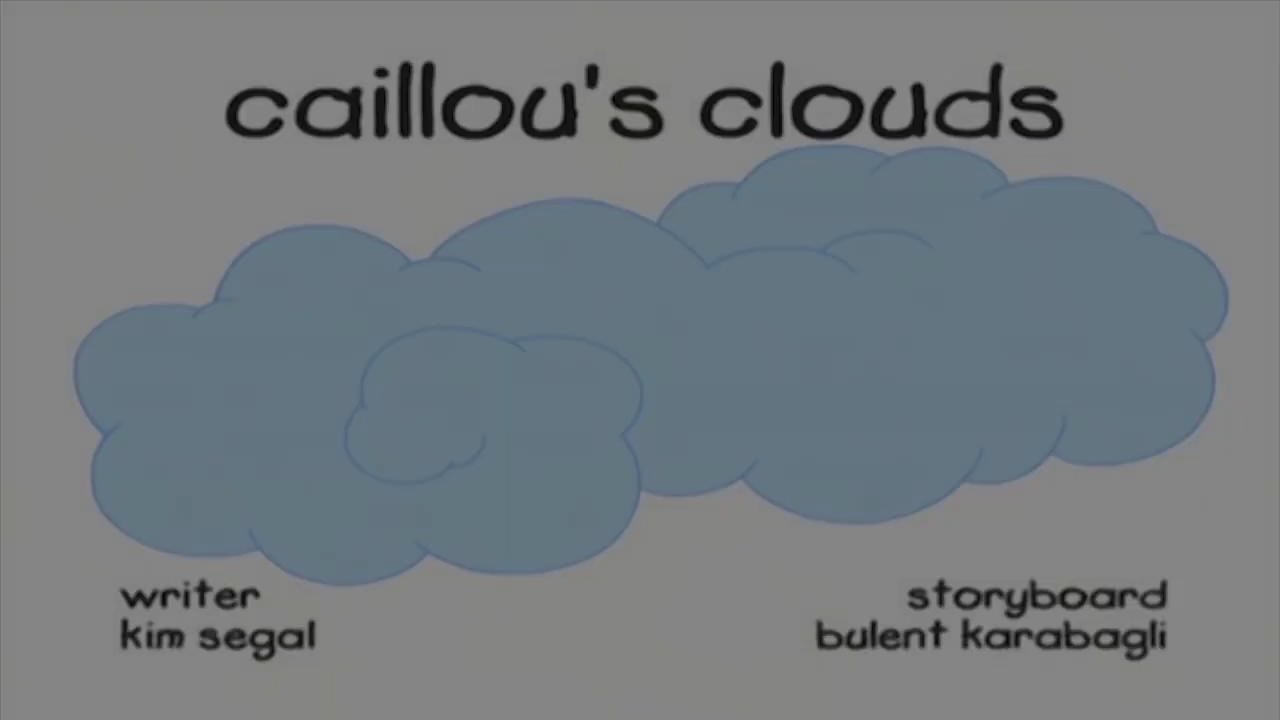 caillou's clouds
writer
kim segal
storyboard
bulent karabagli